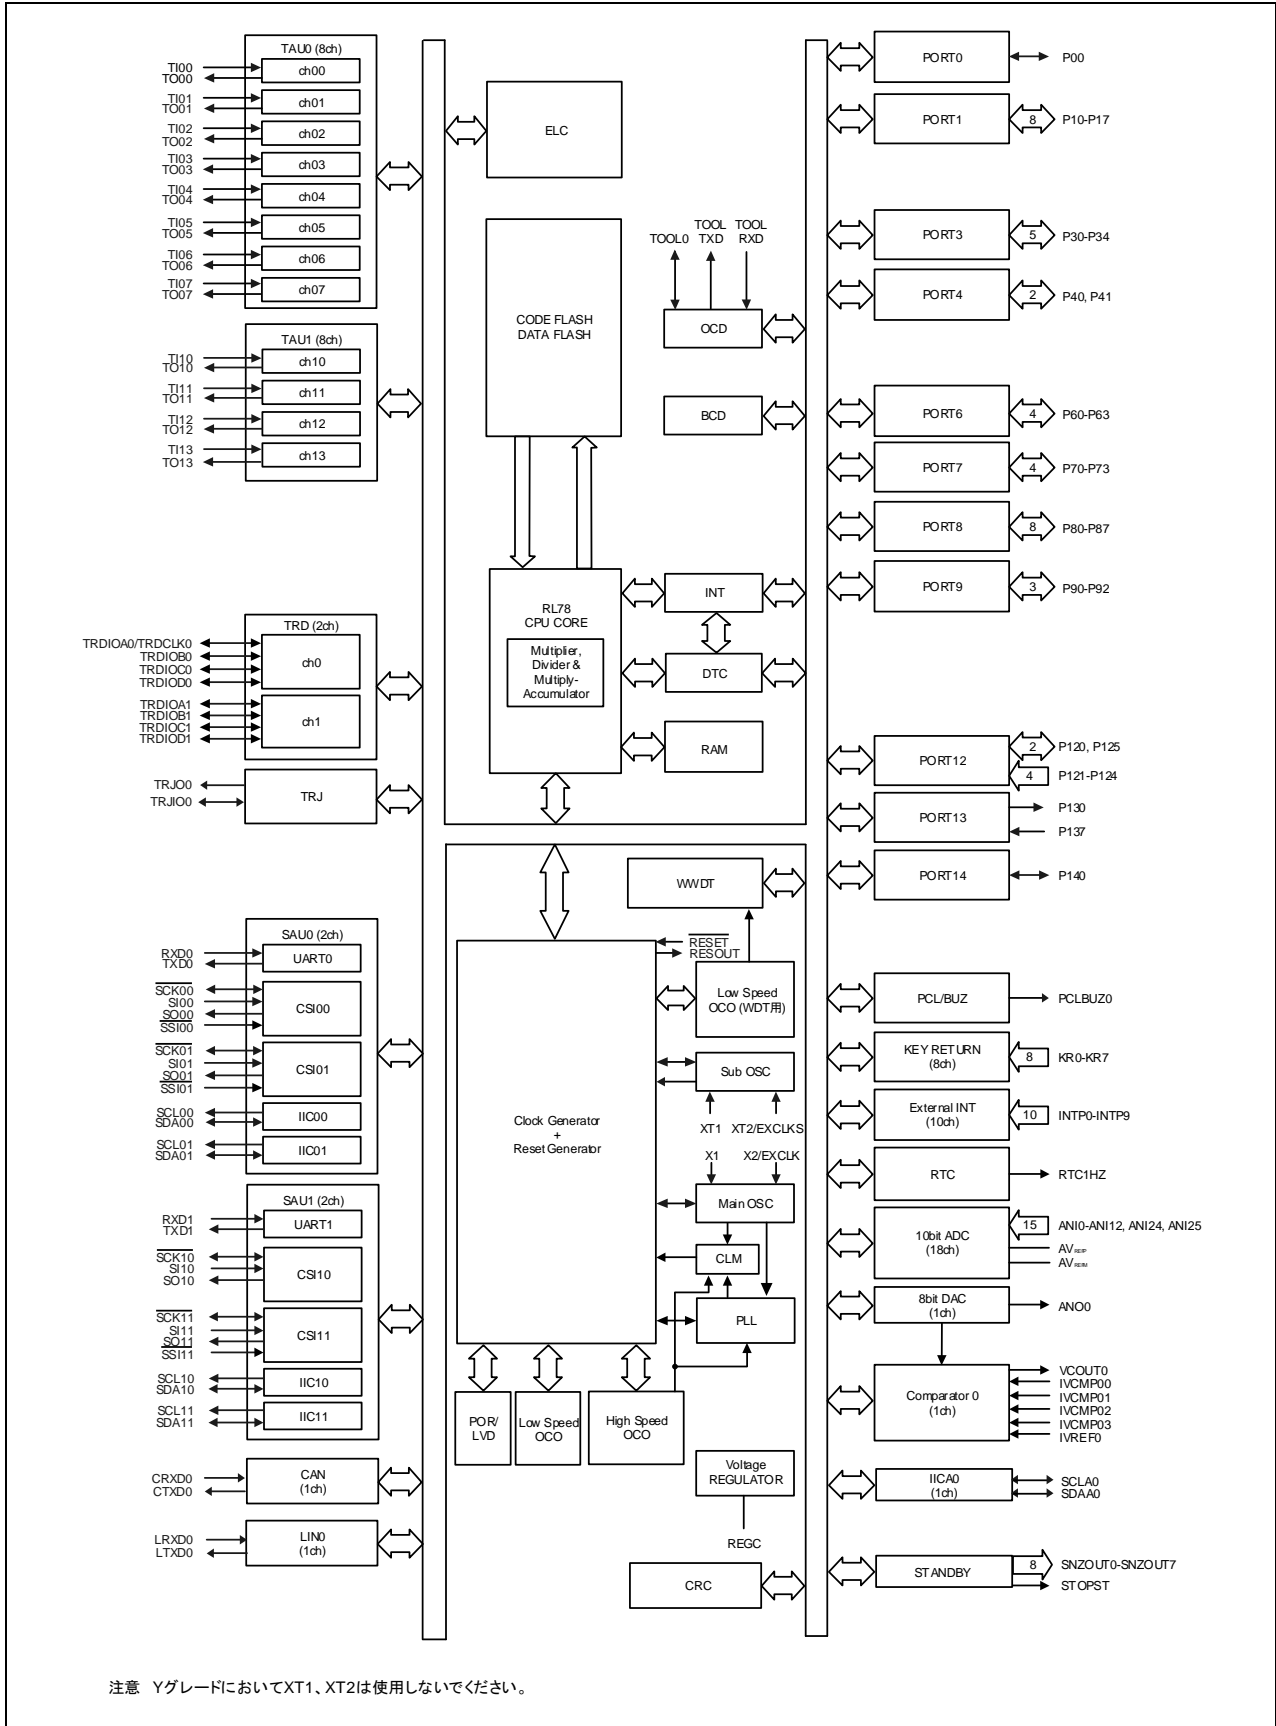 TAU0 (8ch)
TI00
TO00
ch00
TI01
TO01
ch01
TI02
TO02
ch02
TI03
TO03
ch03
TI04
TO04
ch04
TI05
TO05
ch05
TI06
TO06
ch06
TI07
TO07
ch07
TAU1 (8ch)
TI10
TO10
ch10
TI11
TO11
ch11
TI12
TO12
ch12
TI13
TO13
ch13
TRD (2ch)
TRDIOA0/TRDCLK0
TRDIOB0
TRDIOC0
TRDIOD0
ch0
TRDIOA1
TRDIOB1
TRDIOC1
TRDIOD1
ch1
TRJO0
TRJIO0
TRJ
SAU0 (2ch)
RXD0
TXD0
UART0
SCK00
SI00
SO00
SSI00
CSI00
SCK01
SI01
SO01
SSI01
CSI01
SCL00
SDA00
IIC00
SCL01
SDA01
IIC01
SAU1 (2ch)
RXD1
TXD1
UART1
SCK10
SI10
SO10
CSI10
SCK11
SI11
SO11
SSI11
CSI11
SCL10
SDA10
IIC10
SCL11
SDA11
IIC11
CRXD0
CTXD0
CAN
(1ch)
LRXD0
LTXD0
LIN0
(1ch)
ELC
CODE FLASH
DATA FLASH
TOOL0
TOOL
TXD
TOOL
RXD
OCD
BCD
RL78
CPU CORE
Multiplier,
Divider &
Multiply-
Accumulator
INT
DTC
RAM
WWDT
RESET
RESOUT
Low Speed
OCO (WDT用)
Clock Generator
+
Reset Generator
Sub OSC
XT1
XT2/EXCLKS
X1
X2/EXCLK
Main OSC
CLM
PLL
POR/
LVD
Low Speed
OCO
High Speed
OCO
Voltage
REGULATOR
REGC
CRC
PORT0
P00
PORT1
8
P10-P17
PORT3
5
P30-P34
PORT4
2
P40, P41
PORT6
4
P60-P63
PORT7
4
P70-P73
PORT8
8
P80-P87
PORT9
3
P90-P92
PORT12
2
P120, P125
4
P121-P124
PORT13
P130
P137
PORT14
P140
PCL/BUZ
PCLBUZ0
KEY RETURN
(8ch)
8
KR0-KR7
External INT
(10ch)
10
INTP0-INTP9
RTC
RTC1HZ
10bit ADC
(18ch)
15
ANI0-ANI12, ANI24, ANI25
AVREFP
AVREFM
8bit DAC
(1ch)
ANO0
Comparator 0
(1ch)
VCOUT0
IVCMP00
IVCMP01
IVCMP02
IVCMP03
IVREF0
IICA0
(1ch)
SCLA0
SDAA0
STANDBY
8
SNZOUT0-SNZOUT7
STOPST
注意 YグレードにおいてXT1、XT2は使用しないでください。